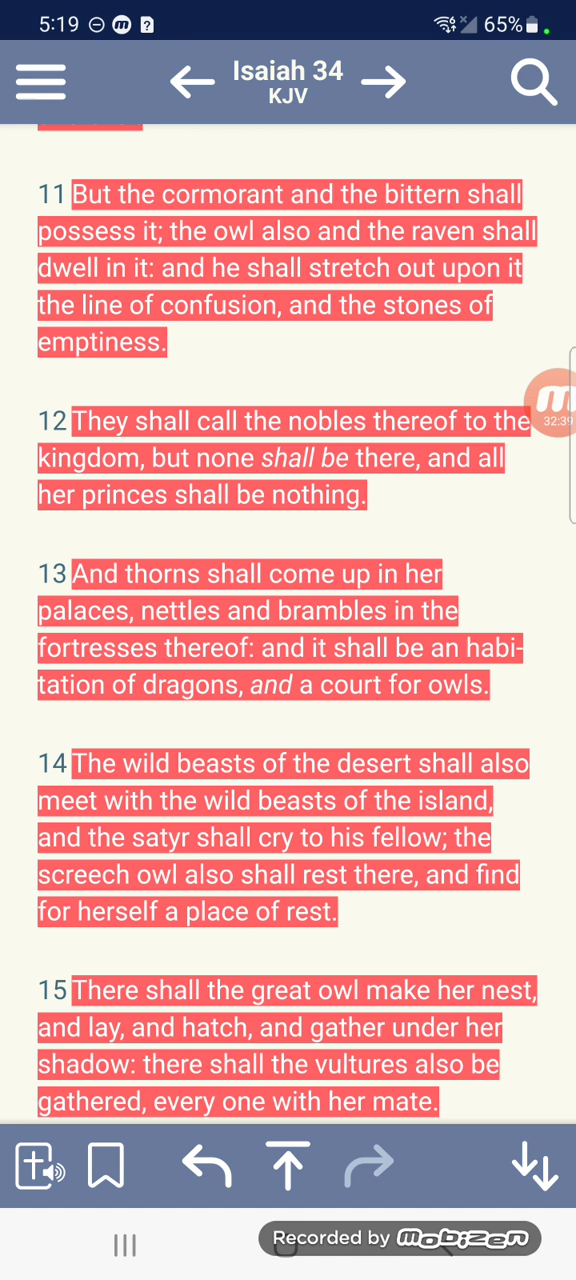 5:19 m ? 6 65%
Isaiah 34
KJV
11 But the cormorant and the bittern shall
possess it; the owl also and the raven shall
dwell in it: and he shall stretch out upon it
the line of confusion, and the stones of
emptiness.
12 They shall call the nobles thereof to the
m
32:39
kingdom, but none shall be there, and all
her princes shall be nothing.
13 And thorns shall come up in her
palaces, nettles and brambles in the
fortresses thereof: and it shall be an habi-
tation of dragons, and a court for owls.
14 The wild beasts of the desert shall also
meet with the wild beasts of the island,
and the satyr shall cry to his fellow; the
screech owl also shall rest there, and find
for herself a place of rest.
15 There shall the great owl make her nest,
and lay, and hatch, and gather under her
shadow: there shall the vultures also be
gathered, every one with her mate.
Recorded by mobizen